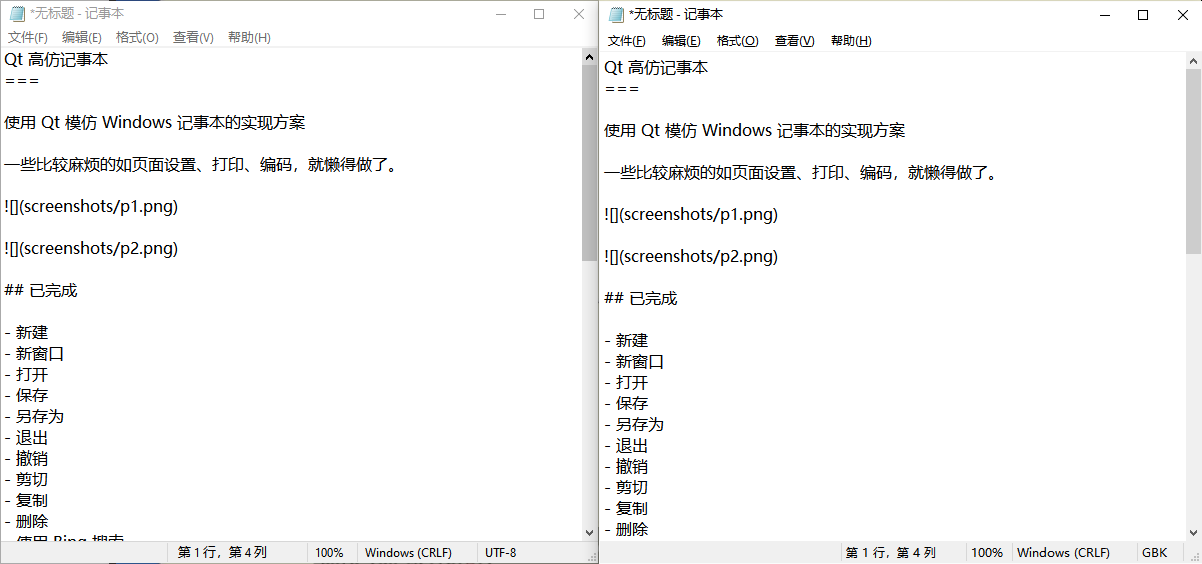 *无标题 - 记事本
文件(F) 编辑(E) 格式(O) 查看(V) 帮助(H)
Qt 高仿记事本
===
使用 Qt 模仿 Windows 记事本的实现方案
一些比较麻烦的如页面设置、打印、编码，就懒得做了。
![](screenshots/p1.png)
![](screenshots/p2.png)
## 已完成
- 新建
- 新窗口
- 打开
- 保存
- 另存为
- 退出
- 撤销
- 剪切
- 复制
- 删除
- 使用 Bing 搜索
第 1 行，第 4 列 100% Windows (CRLF) UTF-8
*无标题 - 记事本
文件(F) 编辑(E) 格式(O) 查看(V) 帮助(H)
Qt 高仿记事本
===
使用 Qt 模仿 Windows 记事本的实现方案
一些比较麻烦的如页面设置、打印、编码，就懒得做了。
![](screenshots/p1.png)
![](screenshots/p2.png)
## 已完成
- 新建
- 新窗口
- 打开
- 保存
- 另存为
- 退出
- 撤销
- 剪切
- 复制
- 删除
第 1 行，第 4 列 100% Windows (CRLF) GBK